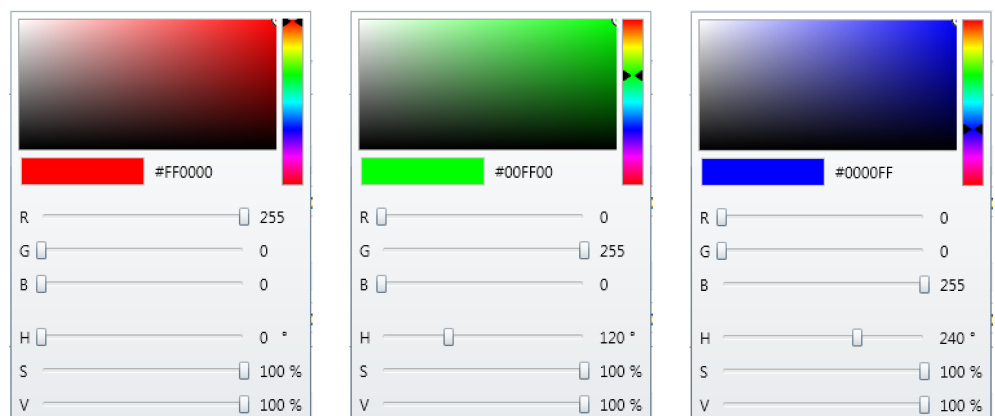 #FF0000
R 255
G 0
B 0
H 0 °
S 100 %
V 100 %
#00FF00
R 0
G 255
B 0
H 120 °
S 100 %
V 100 %
#0000FF
R 0
G 0
B 255
H 240 °
S 100 %
V 100 %